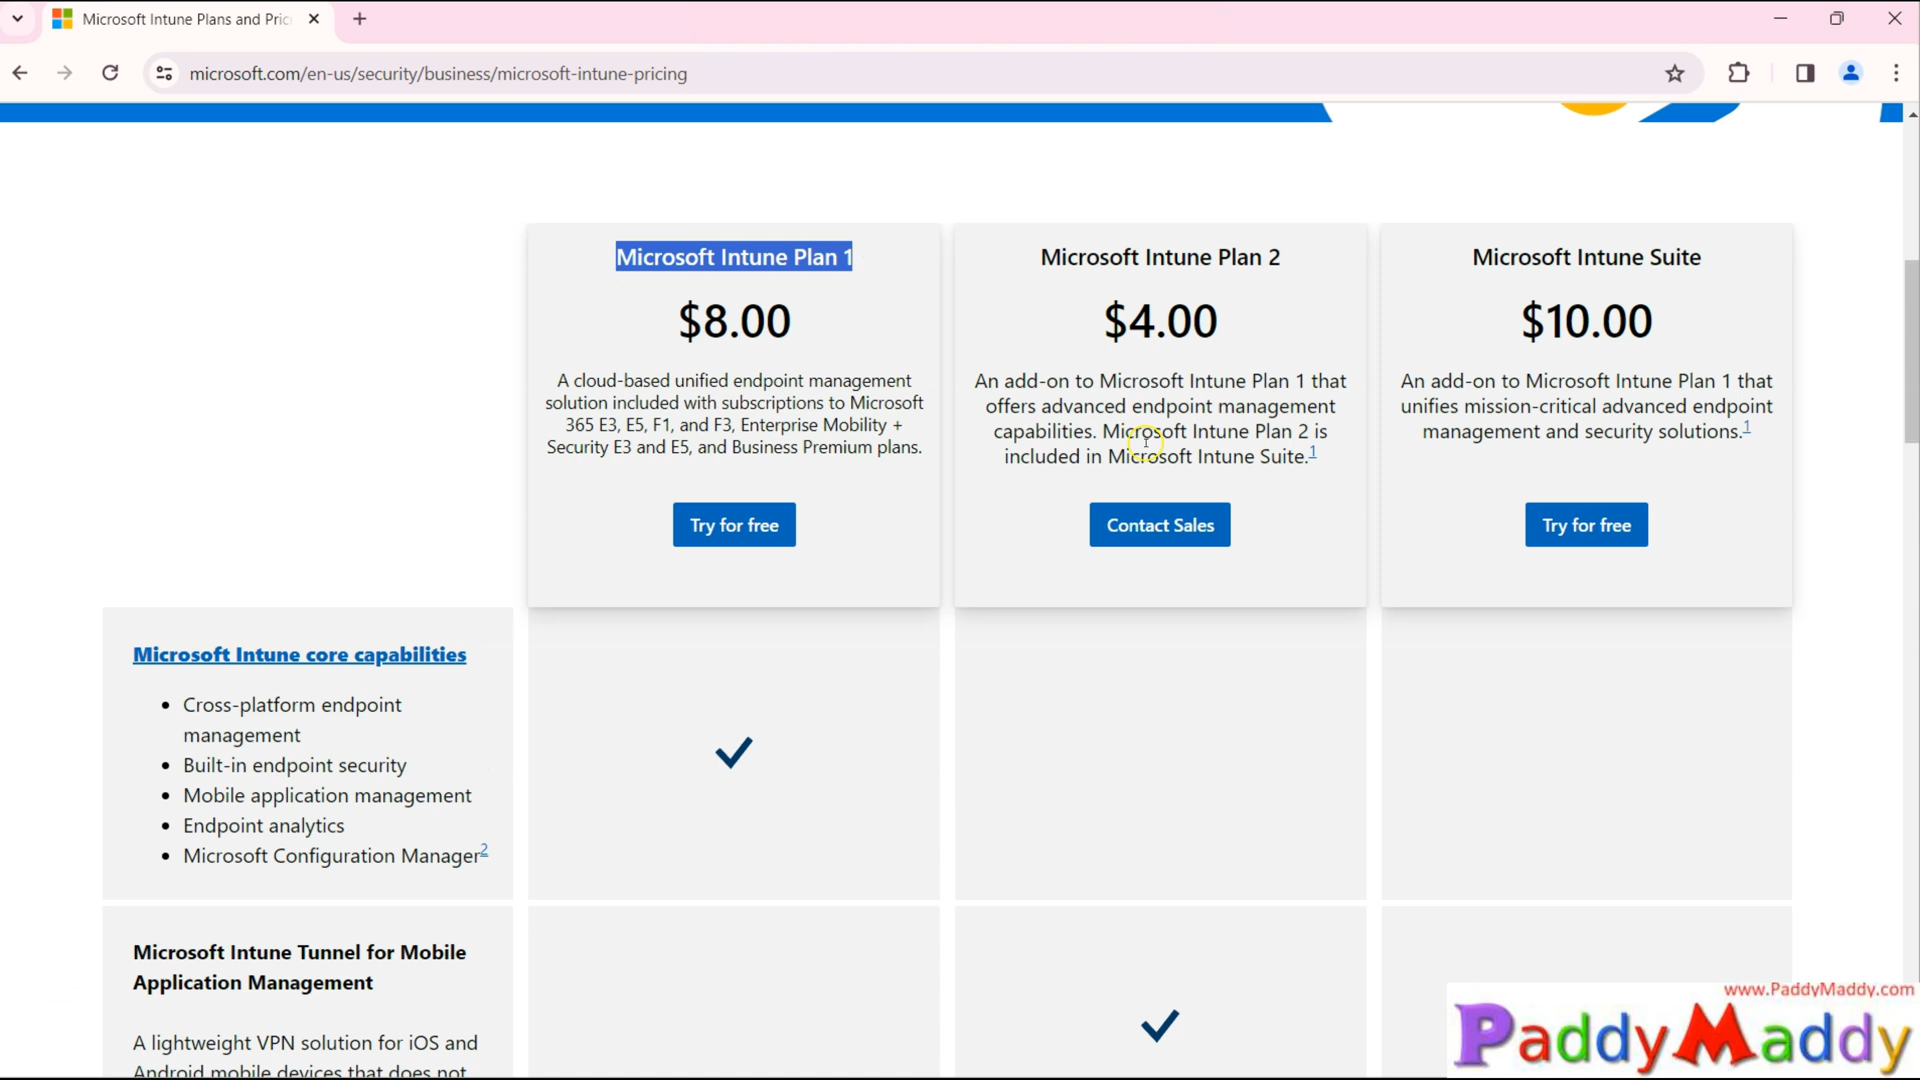 Microsoft Intune Plans and Pric
microsoft.com/en-us/security/business/microsoft-intune-pricing
Microsoft Intune Plan 1
$8.00
A cloud-based unified endpoint management
solution included with subscriptions to Microsoft
365 E3, E5, F1, and F3, Enterprise Mobility +
Security E3 and E5, and Business Premium plans.
Try for free
Microsoft Intune Plan 2
$4.00
An add-on to Microsoft Intune Plan 1 that
offers advanced endpoint management
capabilities. Microsoft Intune Plan 2 is
included in Microsoft Intune Suite.1
Contact Sales
Microsoft Intune Suite
$10.00
An add-on to Microsoft Intune Plan 1 that
unifies mission-critical advanced endpoint
management and security solutions.1
Try for free
Microsoft Intune core capabilities
• Cross-platform endpoint
management
• Built-in endpoint security
• Mobile application management
• Endpoint analytics
• Microsoft Configuration Manager2
Microsoft Intune Tunnel for Mobile
Application Management
A lightweight VPN solution for iOS and
Android mobile devices that does not
www.PaddyMaddy.com
PaddyMaddy